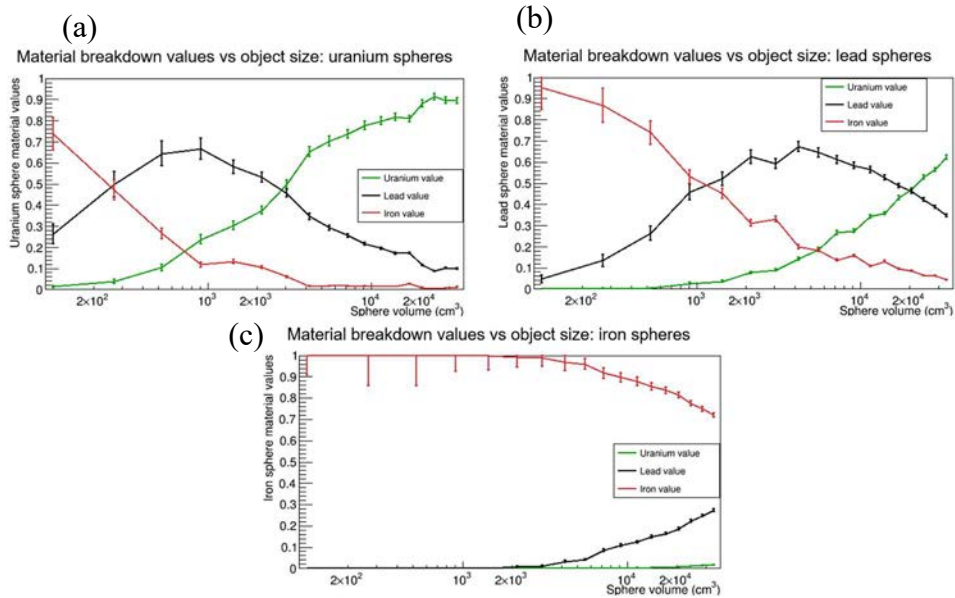 (a)
Material breakdown values vs object size: uranium spheres
Uranium sphere material values
1
0.9
0.8
0.7
0.6
0.5
0.4
0.3
0.2
0.1
0
Uranium value
Lead value
Iron value
2×10²
10³
2×10³
10⁴
2×10⁴
Sphere volume (cm³)
(b)
Material breakdown values vs object size: lead spheres
Lead sphere material values
1
0.9
0.8
0.7
0.6
0.5
0.4
0.3
0.2
0.1
0
Uranium value
Lead value
Iron value
2×10²
10³
2×10³
10⁴
2×10⁴
Sphere volume (cm³)
(c)
Material breakdown values vs object size: iron spheres
Iron sphere material values
1
0.9
0.8
0.7
0.6
0.5
0.4
0.3
0.2
0.1
0
Uranium value
Lead value
Iron value
2×10²
10³
2×10³
10⁴
2×10⁴
Sphere volume (cm³)